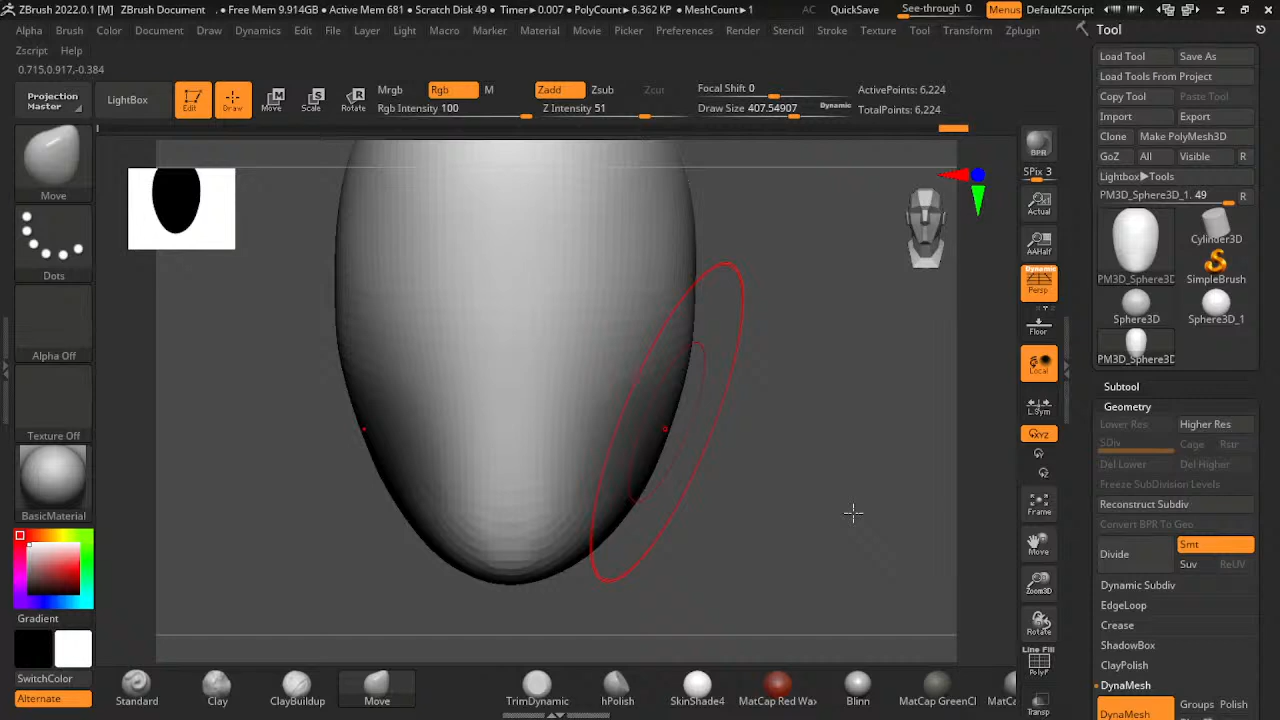 ZBrush 2022.0.1 [M] ZBrush Document . • Free Mem 9.914GB • Active Mem 681 • Scratch Disk 49 • Timer▸0.007 • PolyCount▸6.362 KP • MeshCount▸1 AC QuickSave See-through 0 Menus DefaultZScript
Alpha Brush Color Document Draw Dynamics Edit File Layer Light Macro Marker Material Movie Picker Preferences Render Stencil Stroke Texture Tool Transform Zplugin
Zscript Help
0.715,0.917,-0.384
Projection Master
LightBox
Edit
Draw
Move
Scale
Rotate
Mrgb Rgb M
Rgb Intensity 100
Zadd Zsub Zcut
Z Intensity 51
Focal Shift 0
Draw Size 407.54907 Dynamic
ActivePoints: 6,224
TotalPoints: 6,224
Move
Dots
Alpha Off
Texture Off
BasicMaterial
Gradient
SwitchColor
Alternate
BPR
SPix 3
Actual
AAHalf
Dynamic
Persp
Floor
Local
L.Sym
XYZ
Y
Z
Frame
Move
Zoom3D
Rotate
Line Fill
PolyF
Transp
Tool
Load Tool Save As
Load Tools From Project
Copy Tool Paste Tool
Import Export
Clone Make PolyMesh3D
GoZ All Visible R
Lightbox▶Tools
PM3D_Sphere3D_1. 49 R
PM3D_Sphere3D
Cylinder3D
SimpleBrush
Sphere3D Sphere3D_1
PM3D_Sphere3D
Subtool
Geometry
Lower Res Higher Res
SDiv Cage Rstr
Del Lower Del Higher
Freeze SubDivision Levels
Reconstruct Subdiv
Convert BPR To Geo
Divide Smt
Suv ReUV
Dynamic Subdiv
EdgeLoop
Crease
ShadowBox
ClayPolish
DynaMesh
DynaMesh Groups Polish
Standard Clay ClayBuildup Move TrimDynamic hPolish SkinShade4 MatCap Red Wax Blinn MatCap GreenCl MatC